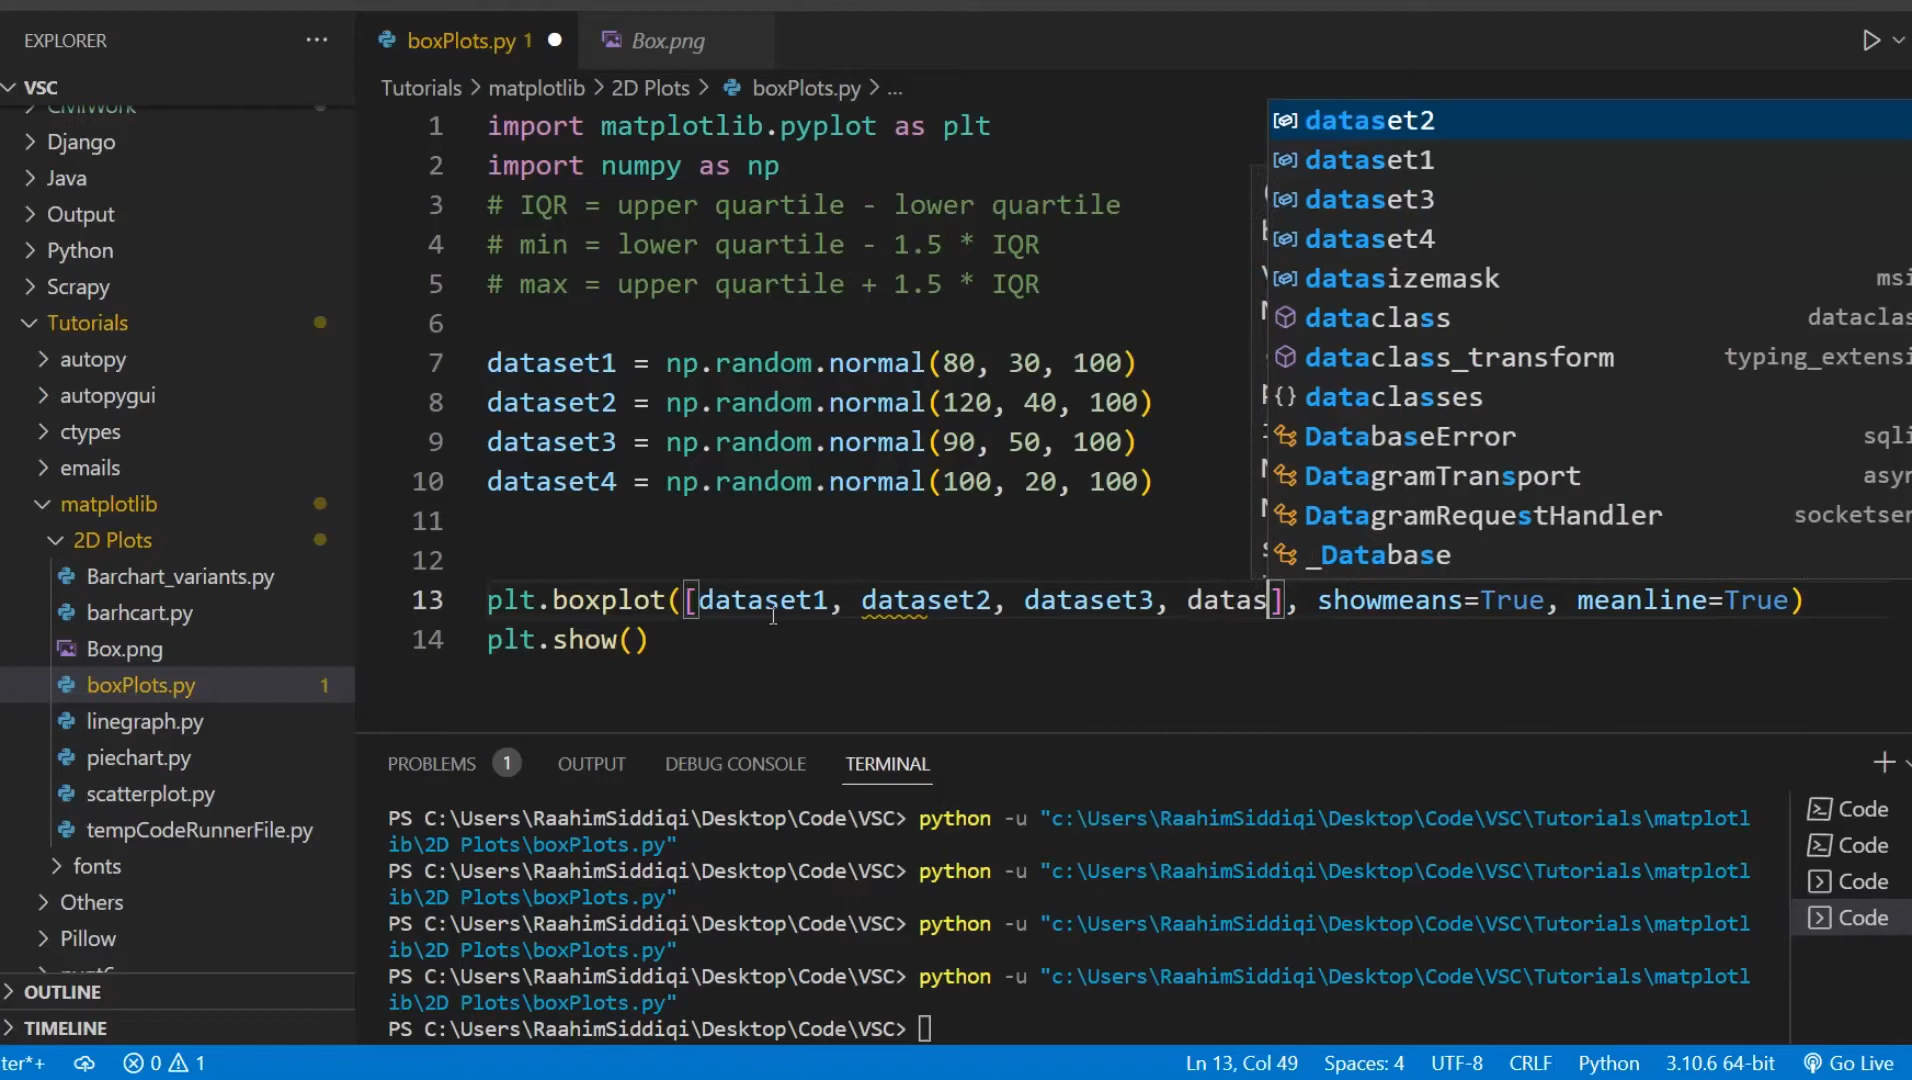 EXPLORER
VSC
CivilWork
Django
Java
Output
Python
Scrapy
Tutorials
autopy
autopygui
ctypes
emails
matplotlib
2D Plots
Barchart_variants.py
barhcart.py
Box.png
boxPlots.py 1
linegraph.py
piechart.py
scatterplot.py
tempCodeRunnerFile.py
fonts
Others
Pillow
OUTLINE
TIMELINE
boxPlots.py 1
Box.png
Tutorials > matplotlib > 2D Plots > boxPlots.py > ...
1 import matplotlib.pyplot as plt
2 import numpy as np
3 # IQR = upper quartile - lower quartile
4 # min = lower quartile - 1.5 * IQR
5 # max = upper quartile + 1.5 * IQR
6
7 dataset1 = np.random.normal(80, 30, 100)
8 dataset2 = np.random.normal(120, 40, 100)
9 dataset3 = np.random.normal(90, 50, 100)
10 dataset4 = np.random.normal(100, 20, 100)
11
12
13 plt.boxplot([dataset1, dataset2, dataset3, datas], showmeans=True, meanline=True)
14 plt.show()
dataset2
dataset1
dataset3
dataset4
datasizemask msi
dataclass dataclas
dataclass_transform typing_extensi
dataclasses
DatabaseError sqli
DatagramTransport asyn
DatagramRequestHandler socketser
_Database
PROBLEMS 1 OUTPUT DEBUG CONSOLE TERMINAL
PS C:\Users\RaahimSiddiqi\Desktop\Code\VSC> python -u "c:\Users\RaahimSiddiqi\Desktop\Code\VSC\Tutorials\matplotl
ib\2D Plots\boxPlots.py"
PS C:\Users\RaahimSiddiqi\Desktop\Code\VSC> python -u "c:\Users\RaahimSiddiqi\Desktop\Code\VSC\Tutorials\matplotl
ib\2D Plots\boxPlots.py"
PS C:\Users\RaahimSiddiqi\Desktop\Code\VSC> python -u "c:\Users\RaahimSiddiqi\Desktop\Code\VSC\Tutorials\matplotl
ib\2D Plots\boxPlots.py"
PS C:\Users\RaahimSiddiqi\Desktop\Code\VSC> python -u "c:\Users\RaahimSiddiqi\Desktop\Code\VSC\Tutorials\matplotl
ib\2D Plots\boxPlots.py"
PS C:\Users\RaahimSiddiqi\Desktop\Code\VSC>
Code
Code
Code
Code
ter*+ 0 1 Ln 13, Col 49 Spaces: 4 UTF-8 CRLF Python 3.10.6 64-bit Go Live